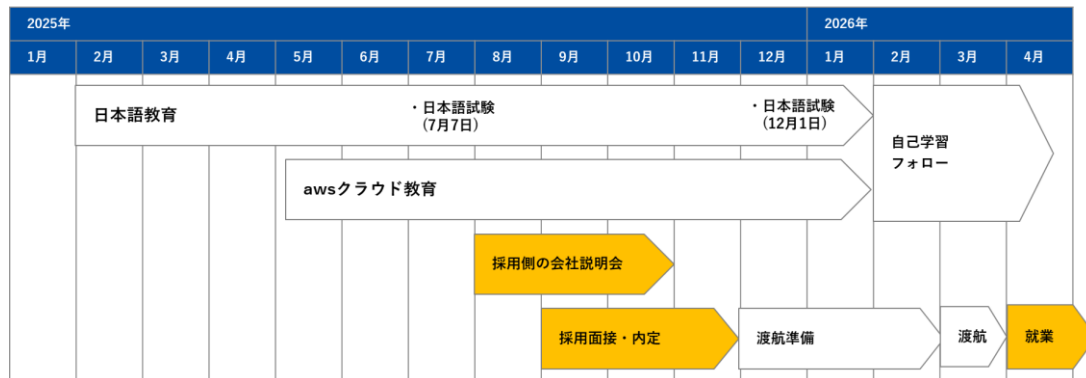 2025年 2026年
1月 2月 3月 4月 5月 6月 7月 8月 9月 10月 11月 12月 1月 2月 3月 4月
日本語教育
・日本語試験
(7月7日)
・日本語試験
(12月1日)
自己学習
フォロー
awsクラウド教育
採用側の会社説明会
採用面接・内定
渡航準備
渡航
就業